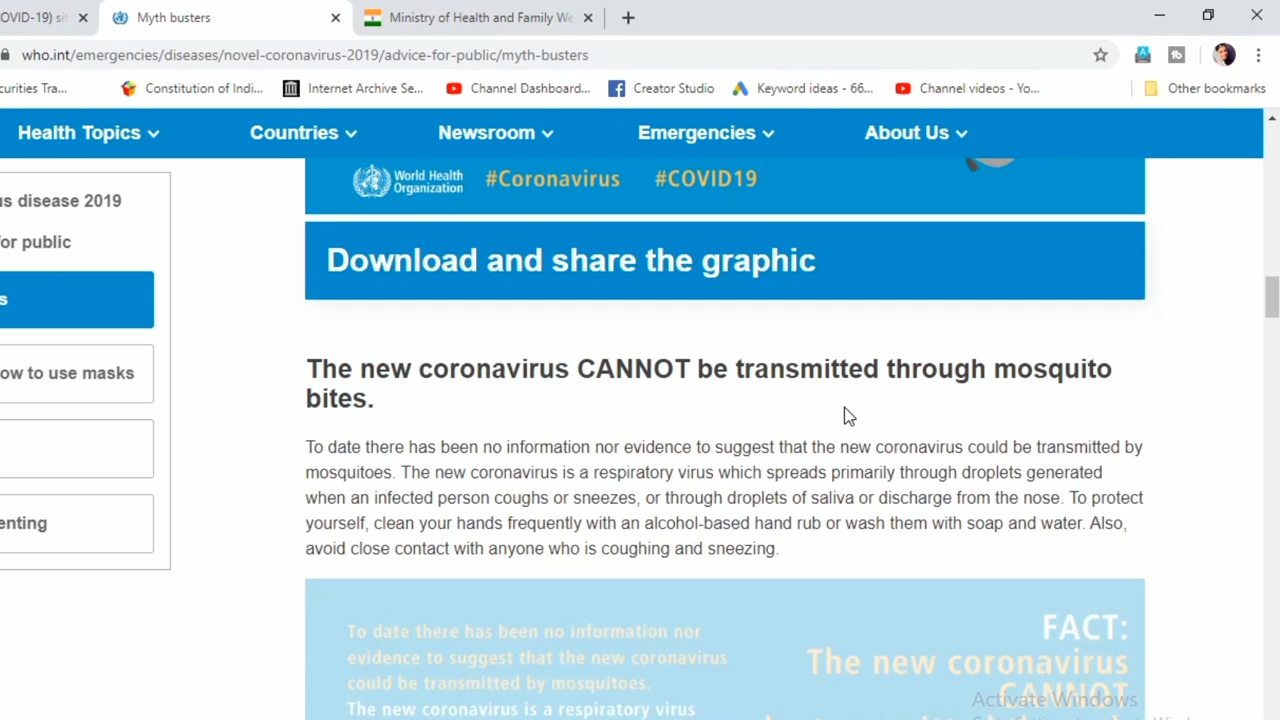 OVID-19) sit
Myth busters
Ministry of Health and Family We
who.int/emergencies/diseases/novel-coronavirus-2019/advice-for-public/myth-busters
curities Tra...
Constitution of Indi...
Internet Archive Se...
Channel Dashboard...
Creator Studio
Keyword ideas - 66...
Channel videos - Yo...
Other bookmarks
Health Topics
Countries
Newsroom
Emergencies
About Us
World Health
Organization
#Coronavirus
#COVID19
us disease 2019
for public
s
ow to use masks
enting
Download and share the graphic
The new coronavirus CANNOT be transmitted through mosquito
bites.
To date there has been no information nor evidence to suggest that the new coronavirus could be transmitted by
mosquitoes. The new coronavirus is a respiratory virus which spreads primarily through droplets generated
when an infected person coughs or sneezes, or through droplets of saliva or discharge from the nose. To protect
yourself, clean your hands frequently with an alcohol-based hand rub or wash them with soap and water. Also,
avoid close contact with anyone who is coughing and sneezing.
To date there has been no information nor
evidence to suggest that the new coronavirus
could be transmitted by mosquitoes.
The new coronavirus is a respiratory virus
FACT:
The new coronavirus
CANNOT
Activate Windows